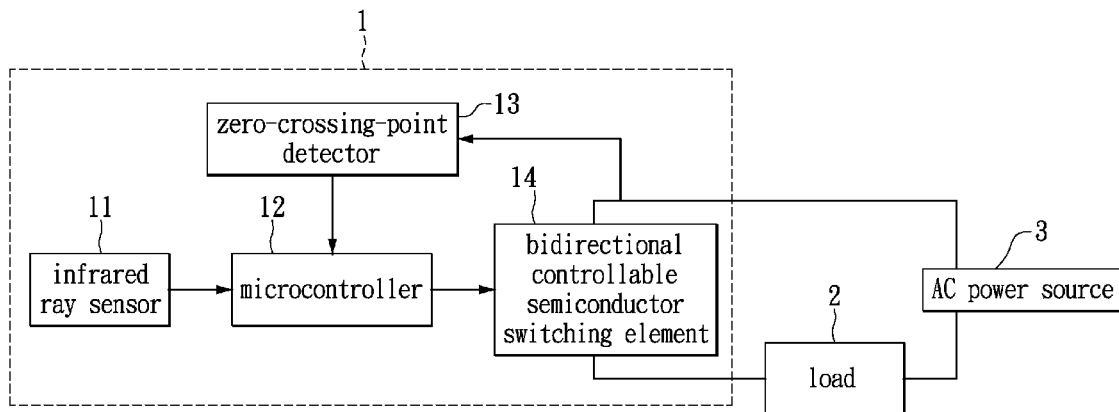 1
13
zero-crossing-point
detector
14
11
12
bidirectional
controllable
semiconductor
switching element
infrared
ray sensor
microcontroller
3
AC power source
2
load